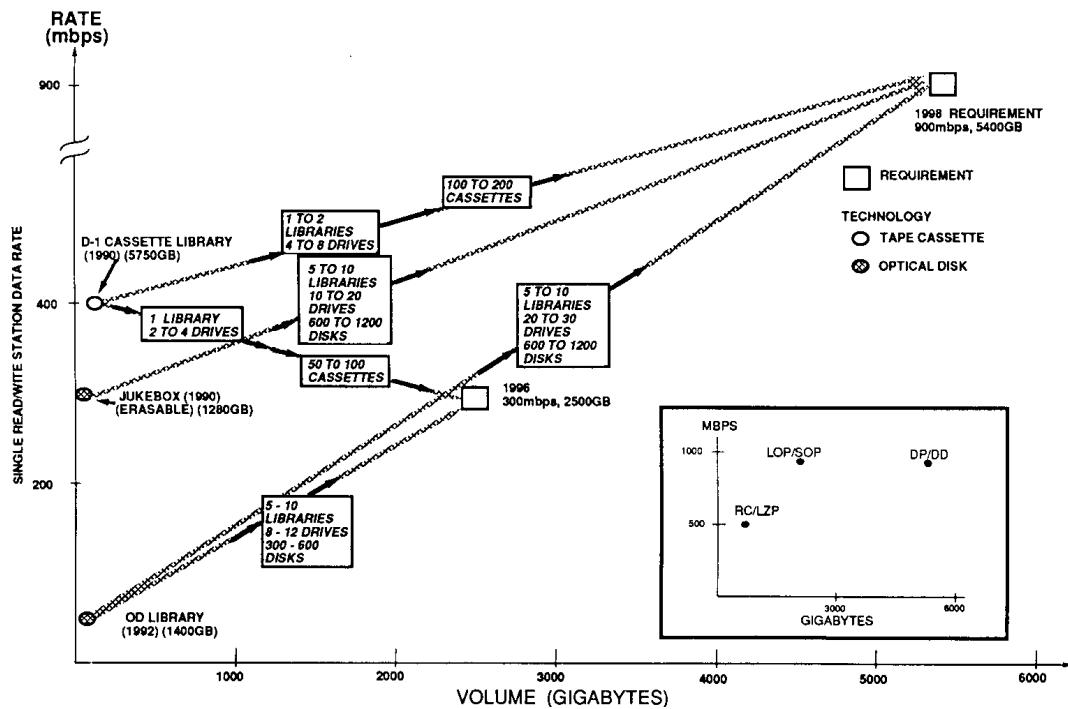 RATE
(mbps)
900
1998 REQUIREMENT
900mbps, 5400GB
REQUIREMENT
TECHNOLOGY
TAPE CASSETTE
OPTICAL DISK
100 TO 200
CASSETTES
1 TO 2
LIBRARIES
4 TO 8 DRIVES
D-1 CASSETTE LIBRARY
(1990) (5750GB)
5 TO 10
LIBRARIES
10 TO 20
DRIVES
600 TO 1200
DISKS
5 TO 10
LIBRARIES
20 TO 30
DRIVES
600 TO 1200
DISKS
400
1 LIBRARY
2 TO 4 DRIVES
50 TO 100
CASSETTES
1996
300mbps, 2500GB
JUKEBOX (1990)
(ERASABLE) (1280GB)
SINGLE READ/WITE STATION DATA RATE
200
5 - 10
LIBRARIES
8 - 12 DRIVES
300 - 600
DISKS
OD LIBRARY
(1992) (1400GB)
MBPS
1000
LOP/SOP
DP/DD
RC/LZP
500
3000
6000
GIGABYTES
1000
2000
3000
4000
5000
6000
VOLUME (GIGABYTES)